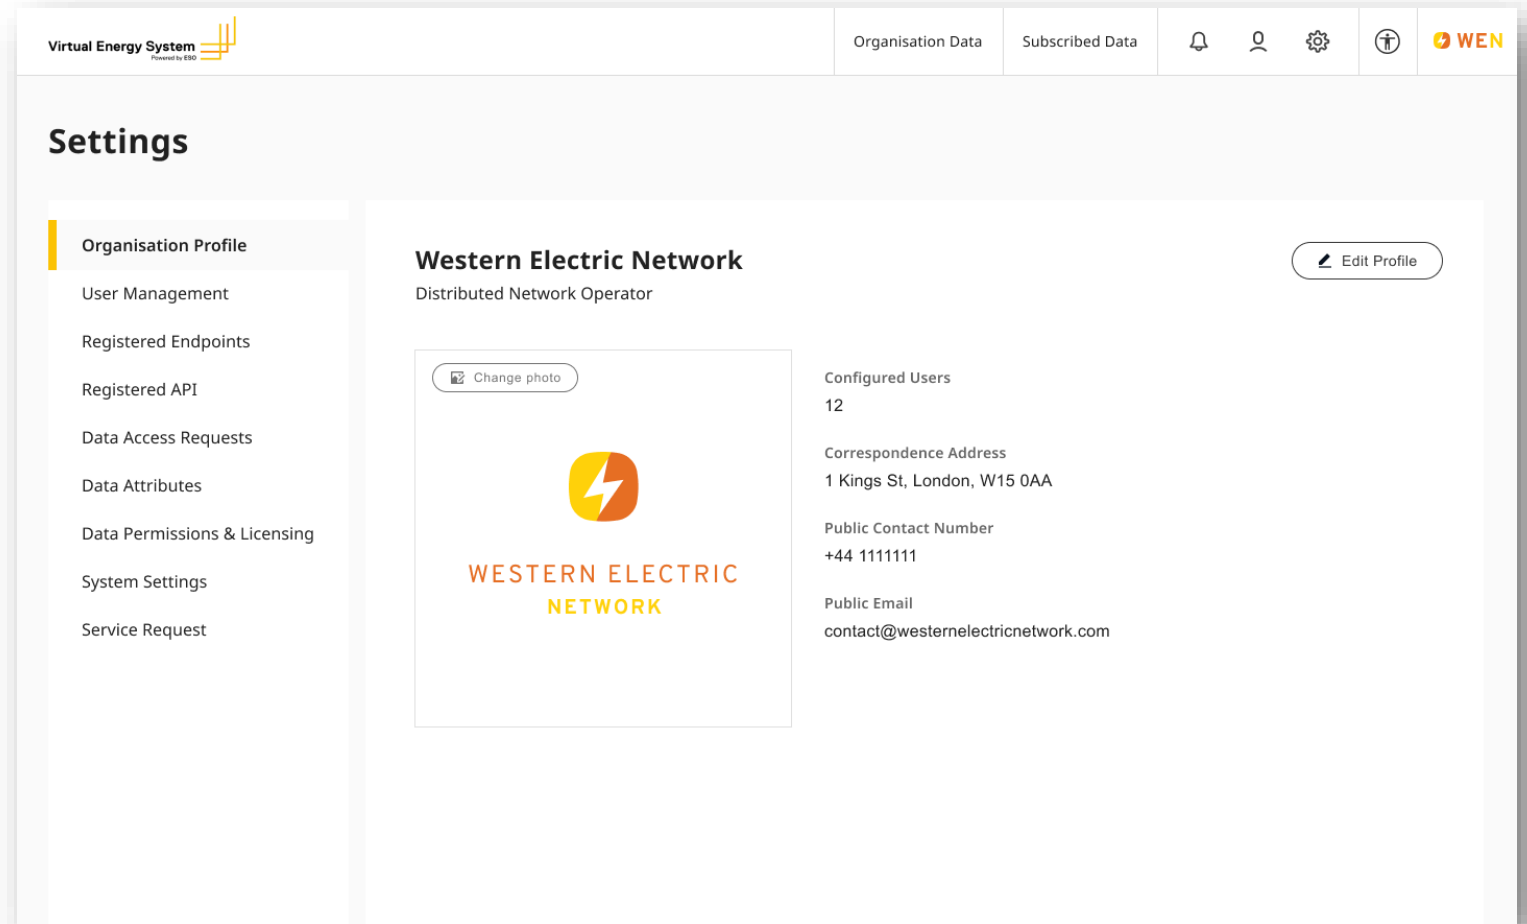 Virtual Energy System
Powered by ESO
Organisation Data
Subscribed Data
WEN
Settings
Organisation Profile
User Management
Registered Endpoints
Registered API
Data Access Requests
Data Attributes
Data Permissions & Licensing
System Settings
Service Request
Western Electric Network
Distributed Network Operator
Edit Profile
Change photo
WESTERN ELECTRIC
NETWORK
Configured Users
12
Correspondence Address
1 Kings St, London, W15 0AA
Public Contact Number
+44 1111111
Public Email
contact@westernelectricnetwork.com